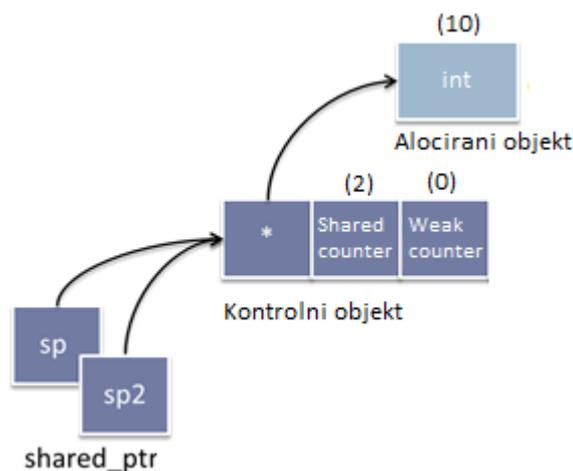 (10)
int
Alocirani objekt
(2)
(0)
*
Shared
counter
Weak
counter
Kontrolni objekt
sp
sp2
shared_ptr